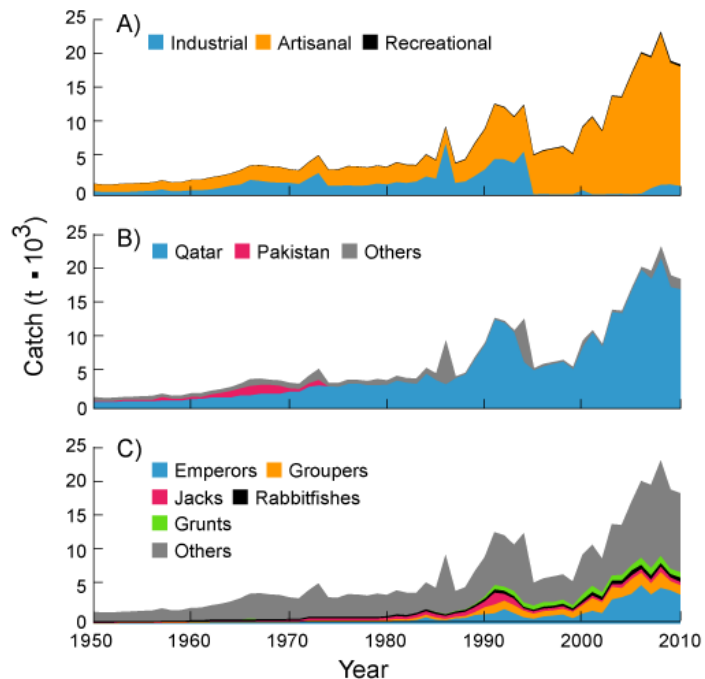 25
A)
Industrial Artisanal Recreational
20
15
10
5
0
25
B)
Qatar Pakistan Others
20
15
10
5
0
Catch (t ▪ 10³)
25
C)
Emperors Groupers
20
Jacks Rabbitfishes
Grunts
15
Others
10
5
0
1950 1960 1970 1980 1990 2000 2010
Year